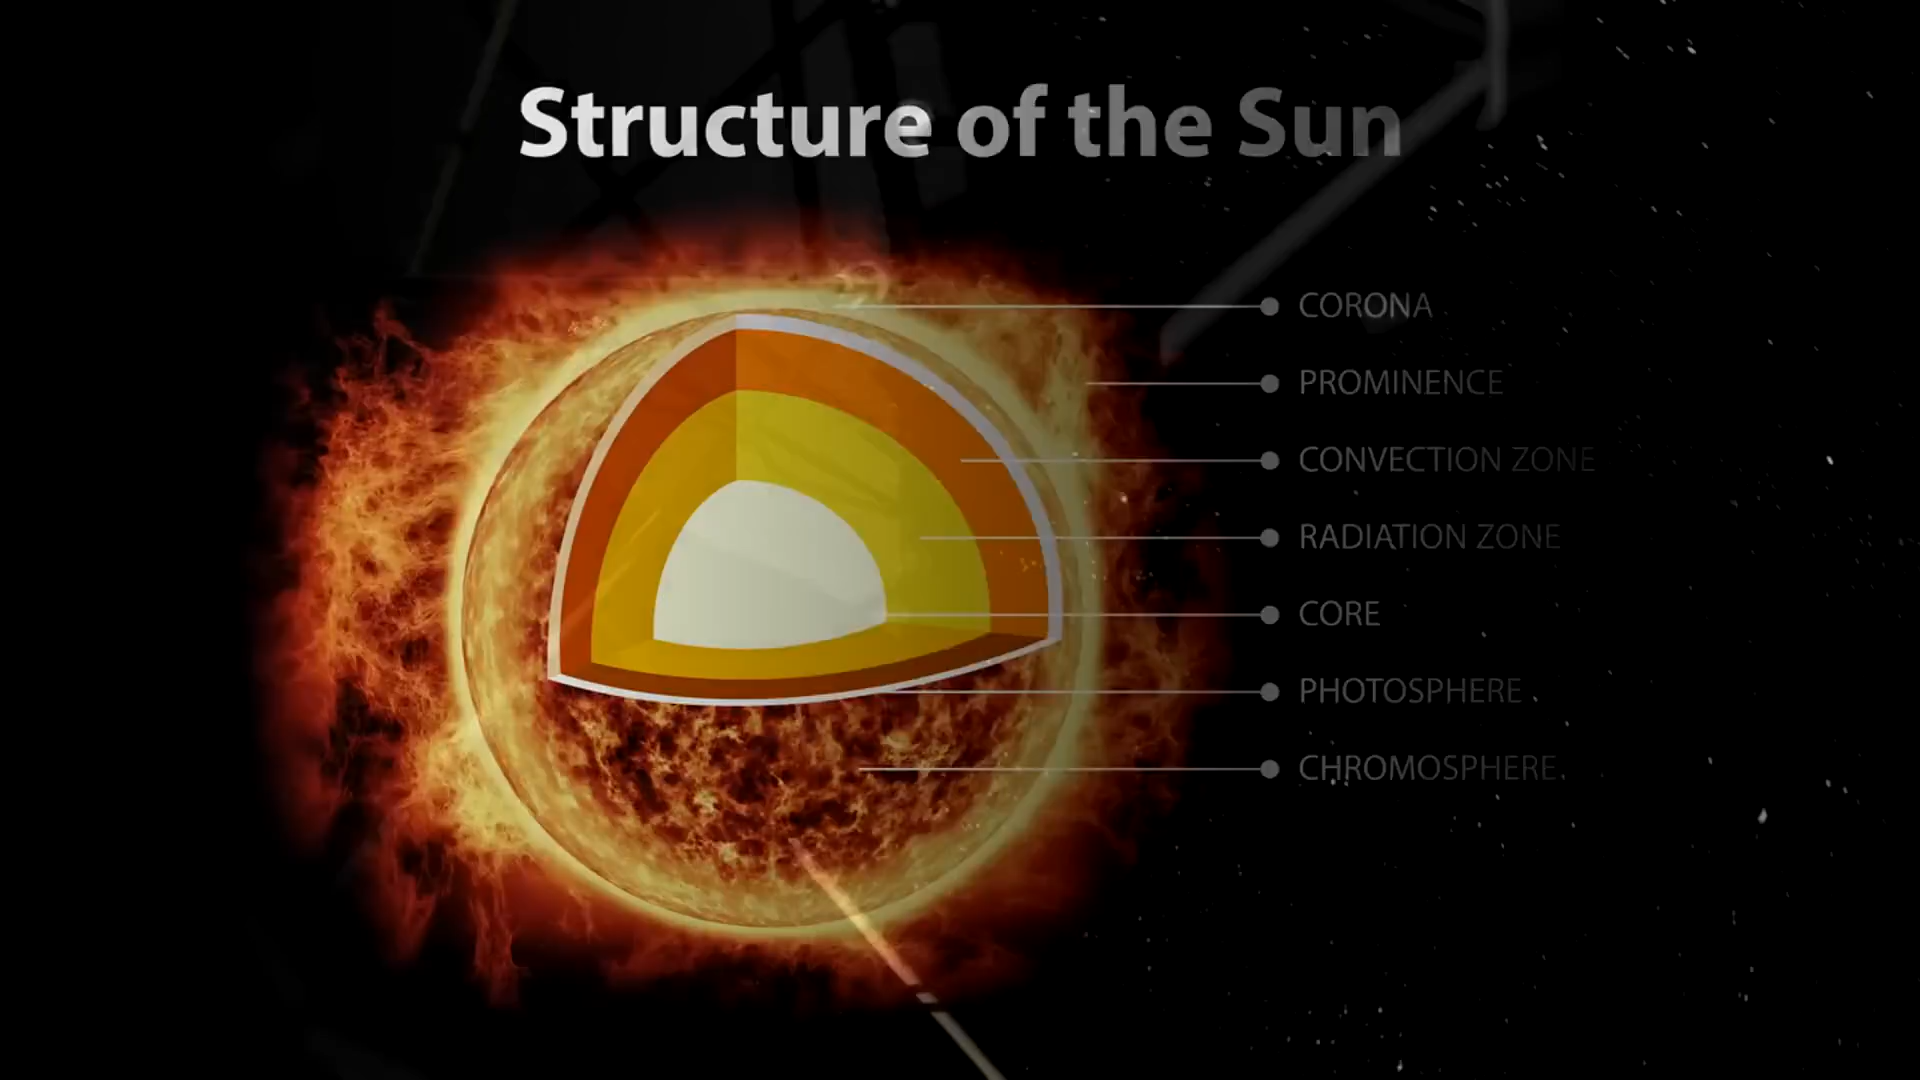 Structure of the Sun
CORONA
PROMINENCE
CONVECTION ZONE
RADIATION ZONE
CORE
PHOTOSPHERE
CHROMOSPHERE